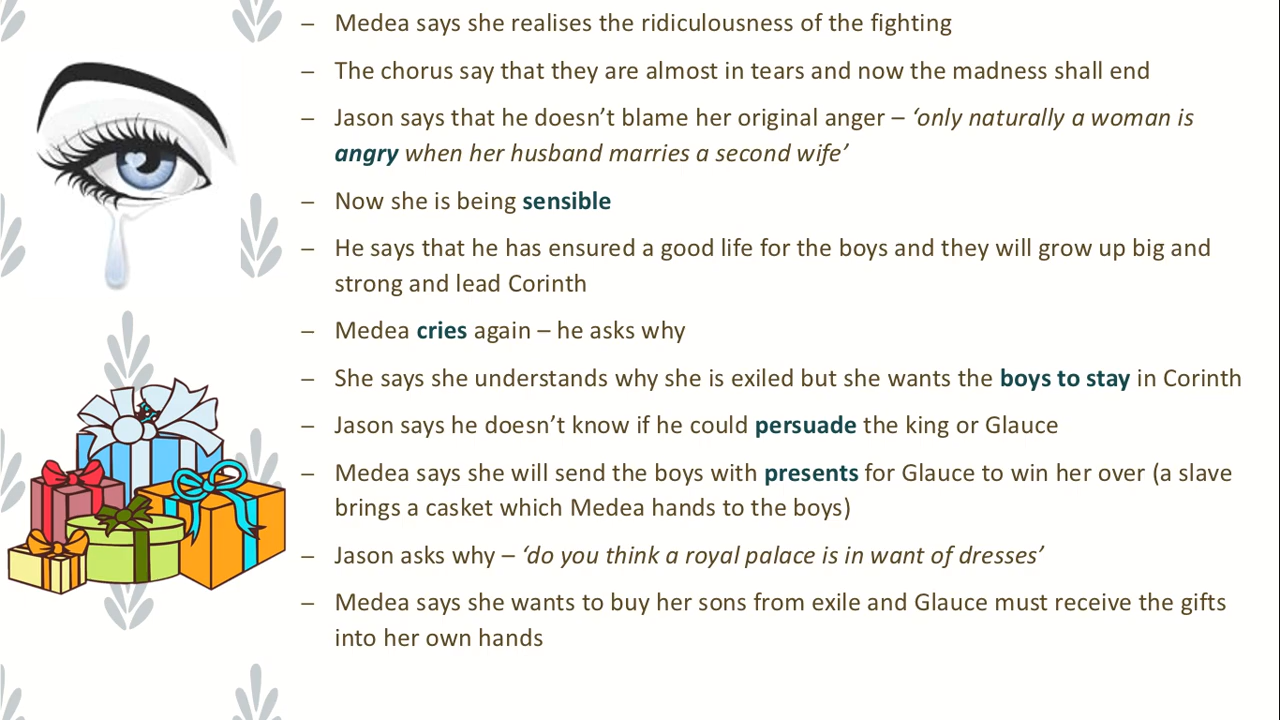 – Medea says she realises the ridiculousness of the fighting
– The chorus say that they are almost in tears and now the madness shall end
– Jason says that he doesn’t blame her original anger – ‘only naturally a woman is
angry when her husband marries a second wife’
– Now she is being sensible
– He says that he has ensured a good life for the boys and they will grow up big and
strong and lead Corinth
– Medea cries again – he asks why
– She says she understands why she is exiled but she wants the boys to stay in Corinth
– Jason says he doesn’t know if he could persuade the king or Glauce
– Medea says she will send the boys with presents for Glauce to win her over (a slave
brings a casket which Medea hands to the boys)
– Jason asks why – ‘do you think a royal palace is in want of dresses’
– Medea says she wants to buy her sons from exile and Glauce must receive the gifts
into her own hands